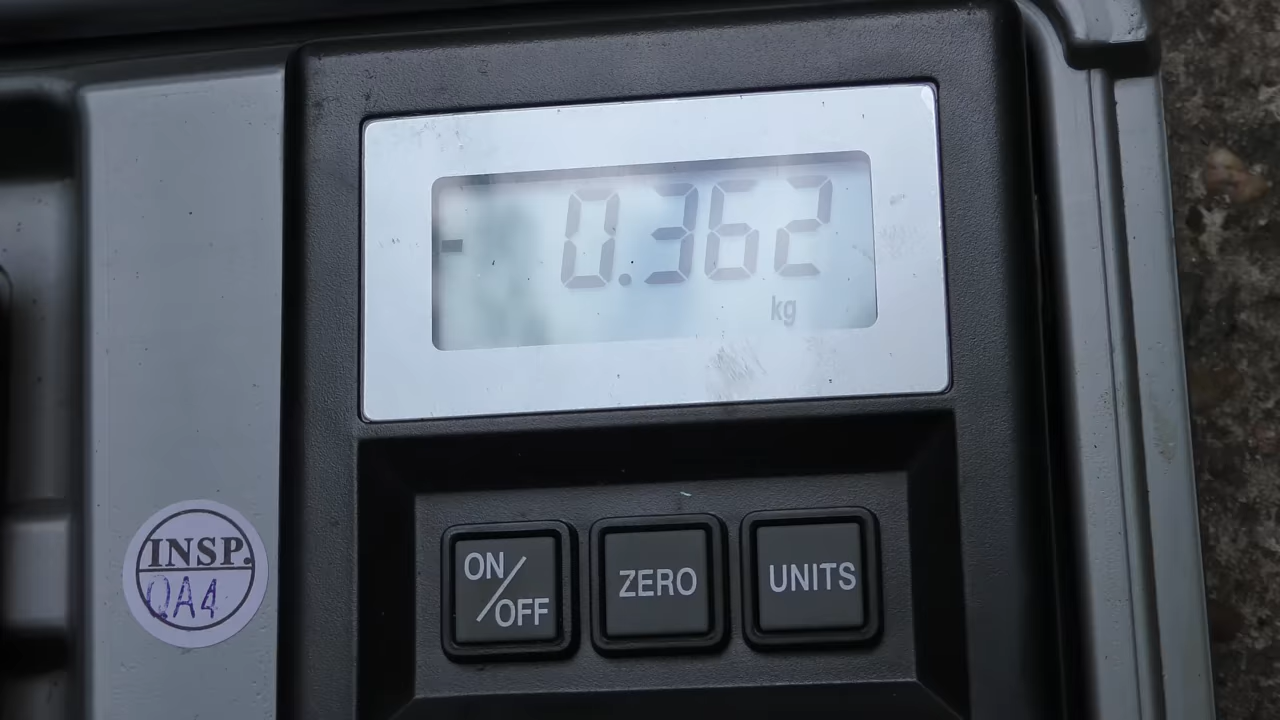 -0.362
kg
ON/OFF
ZERO
UNITS
INSP.
QA4